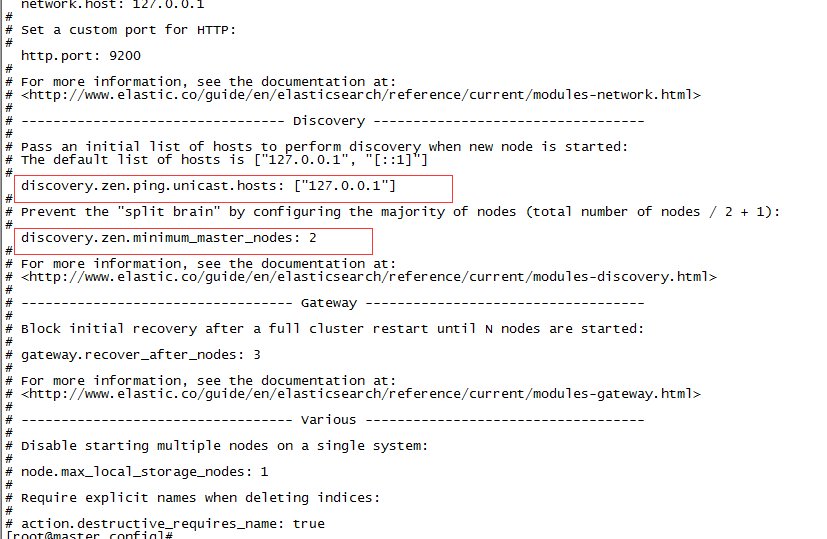 network.host: 127.0.0.1
#
# Set a custom port for HTTP:
#
http.port: 9200
#
# For more information, see the documentation at:
# <http://www.elastic.co/guide/en/elasticsearch/reference/current/modules-network.html>
#
# --------------------------------- Discovery ----------------------------------
#
# Pass an initial list of hosts to perform discovery when new node is started:
# The default list of hosts is ["127.0.0.1", "[::1]"]
#
discovery.zen.ping.unicast.hosts: ["127.0.0.1"]
#
# Prevent the "split brain" by configuring the majority of nodes (total number of nodes / 2 + 1):
#
discovery.zen.minimum_master_nodes: 2
#
# For more information, see the documentation at:
# <http://www.elastic.co/guide/en/elasticsearch/reference/current/modules-discovery.html>
#
# ---------------------------------- Gateway -----------------------------------
#
# Block initial recovery after a full cluster restart until N nodes are started:
#
# gateway.recover_after_nodes: 3
#
# For more information, see the documentation at:
# <http://www.elastic.co/guide/en/elasticsearch/reference/current/modules-gateway.html>
#
# ---------------------------------- Various -----------------------------------
#
# Disable starting multiple nodes on a single system:
#
# node.max_local_storage_nodes: 1
#
# Require explicit names when deleting indices:
#
# action.destructive_requires_name: true
[root@master config]#